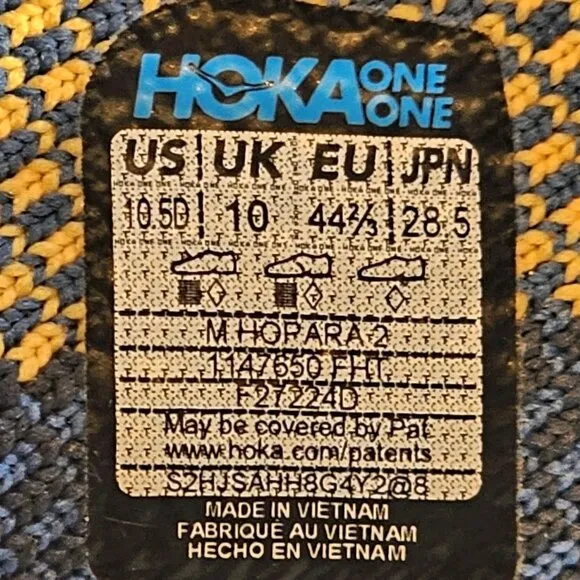 HOKA ONE ONE
US UK EU JPN
10.5D 10 44⅔ 28.5
M HOPARA 2
1147650 FHT
F27224D
May be covered by Pat.
www.hoka.com/patents
S2HJSAHH8G4Y2@8
MADE IN VIETNAM
FABRIQUÉ AU VIETNAM
HECHO EN VIETNAM